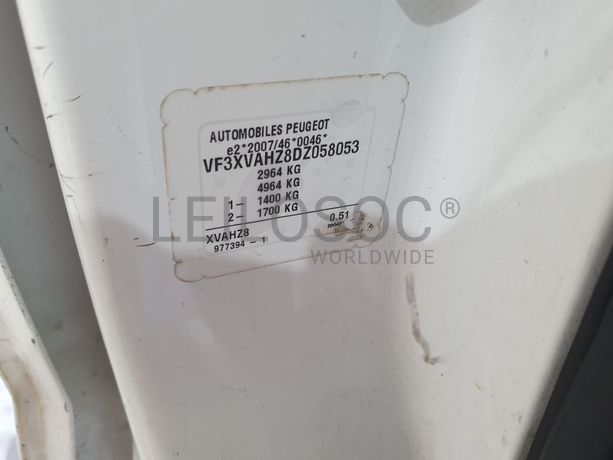 AUTOMOBILES PEUGEOT
e2*2007/46*0046*
VF3XVAHZ8DZ058053
2964 KG
4964 KG
1- 1400 KG
2- 1700 KG
0.51
XVAHZ8
977394 - 1
LEILOSOC®
WORLDWIDE